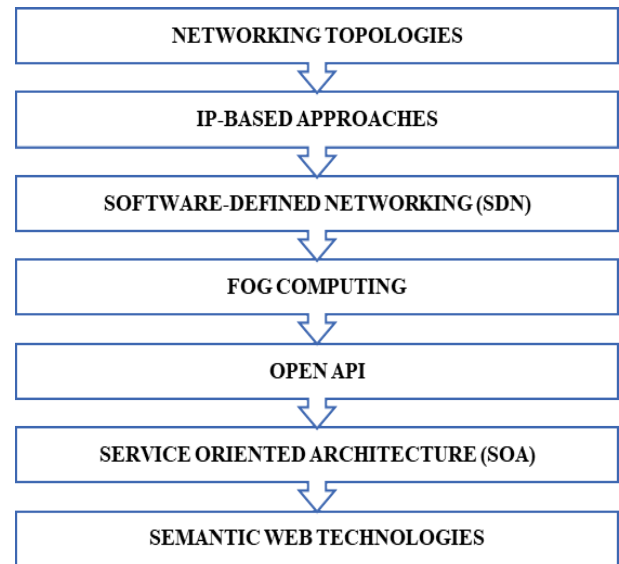 NETWORKING TOPOLOGIES
IP-BASED APPROACHES
SOFTWARE-DEFINED NETWORKING (SDN)
FOG COMPUTING
OPEN API
SERVICE ORIENTED ARCHITECTURE (SOA)
SEMANTIC WEB TECHNOLOGIES